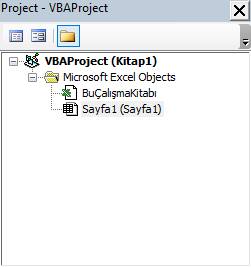 Project - VBAProject
VBAProject (Kitap1)
Microsoft Excel Objects
BuÇalışmaKitabı
Sayfa1 (Sayfa1)